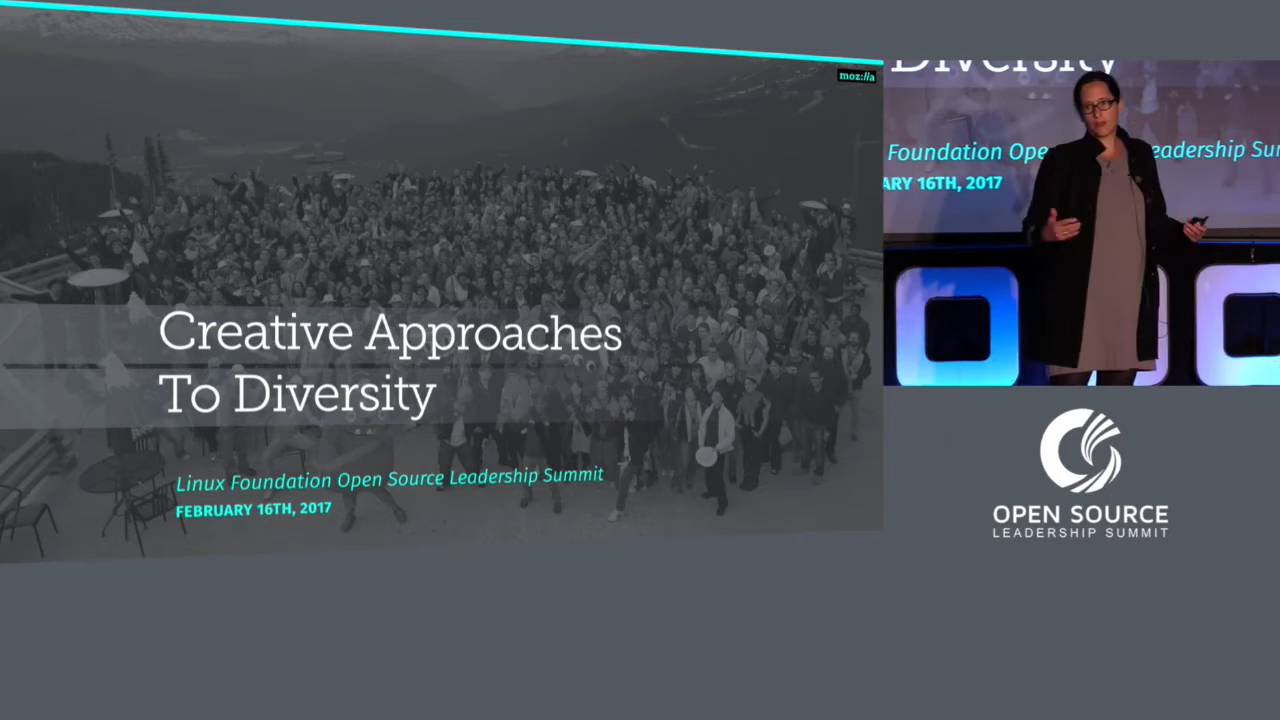 moz://a
Creative Approaches
To Diversity
Linux Foundation Open Source Leadership Summit
FEBRUARY 16TH, 2017
Diversity
Foundation Ope
eadership Su
ARY 16TH, 2017
OPEN SOURCE
LEADERSHIP SUMMIT